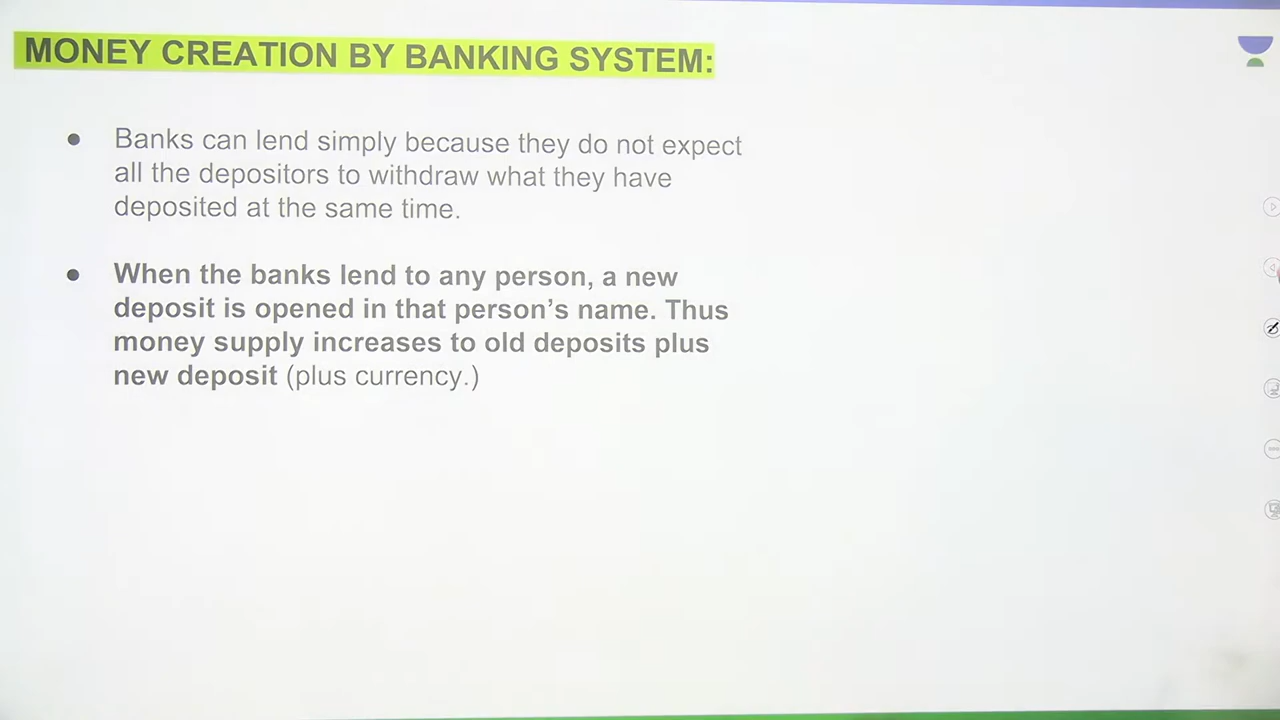 MONEY CREATION BY BANKING SYSTEM:
● Banks can lend simply because they do not expect
all the depositors to withdraw what they have
deposited at the same time.
● When the banks lend to any person, a new
deposit is opened in that person’s name. Thus
money supply increases to old deposits plus
new deposit (plus currency.)